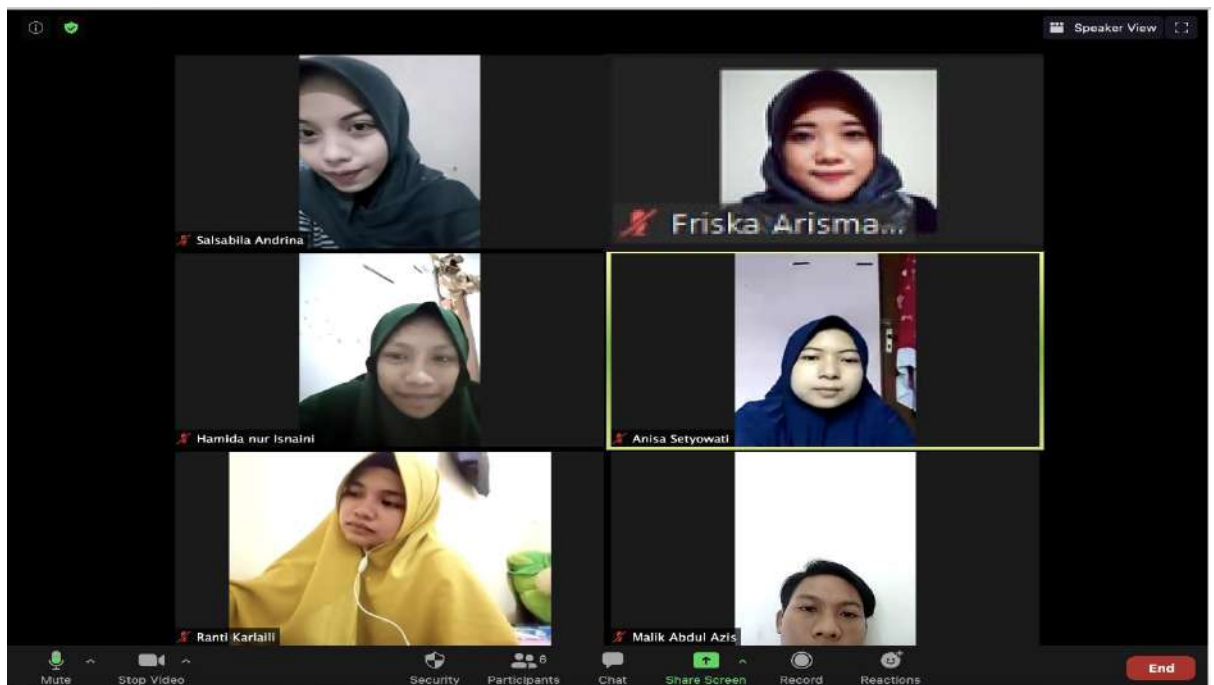 Speaker View
Salsabila Andrina
Friska Arisma...
Hamida nur Isnaini
Anisa Setyowati
Ranti Karlaili
Malik Abdul Azis
Mute
Stop Video
Security
Participants
6
Chat
Share Screen
Record
Reactions
End